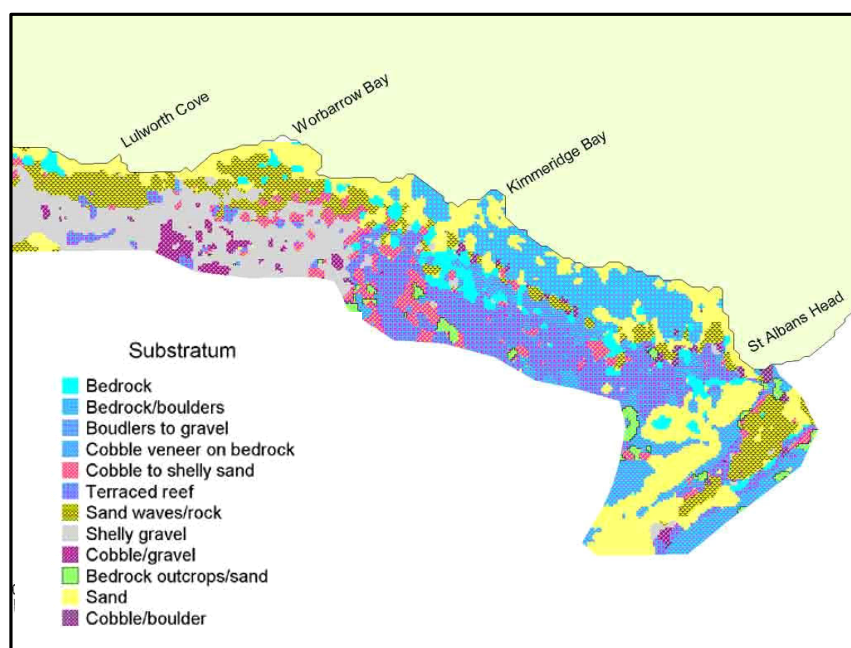 Lulworth Cove
Worbarrow Bay
Kimmeridge Bay
St Albans Head
Substratum
Bedrock
Bedrock/boulders
Boudlers to gravel
Cobble veneer on bedrock
Cobble to shelly sand
Terraced reef
Sand waves/rock
Shelly gravel
Cobble/gravel
Bedrock outcrops/sand
Sand
Cobble/boulder